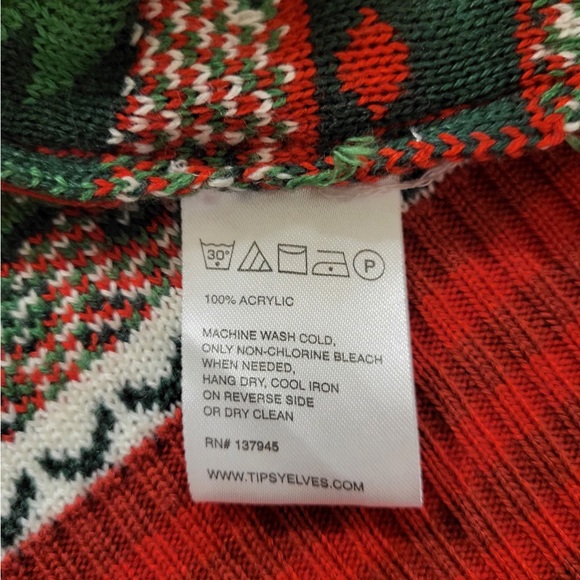 30°
P
100% ACRYLIC
MACHINE WASH COLD,
ONLY NON-CHLORINE BLEACH
WHEN NEEDED,
HANG DRY, COOL IRON
ON REVERSE SIDE
OR DRY CLEAN
RN# 137945
WWW.TIPSYELVES.COM